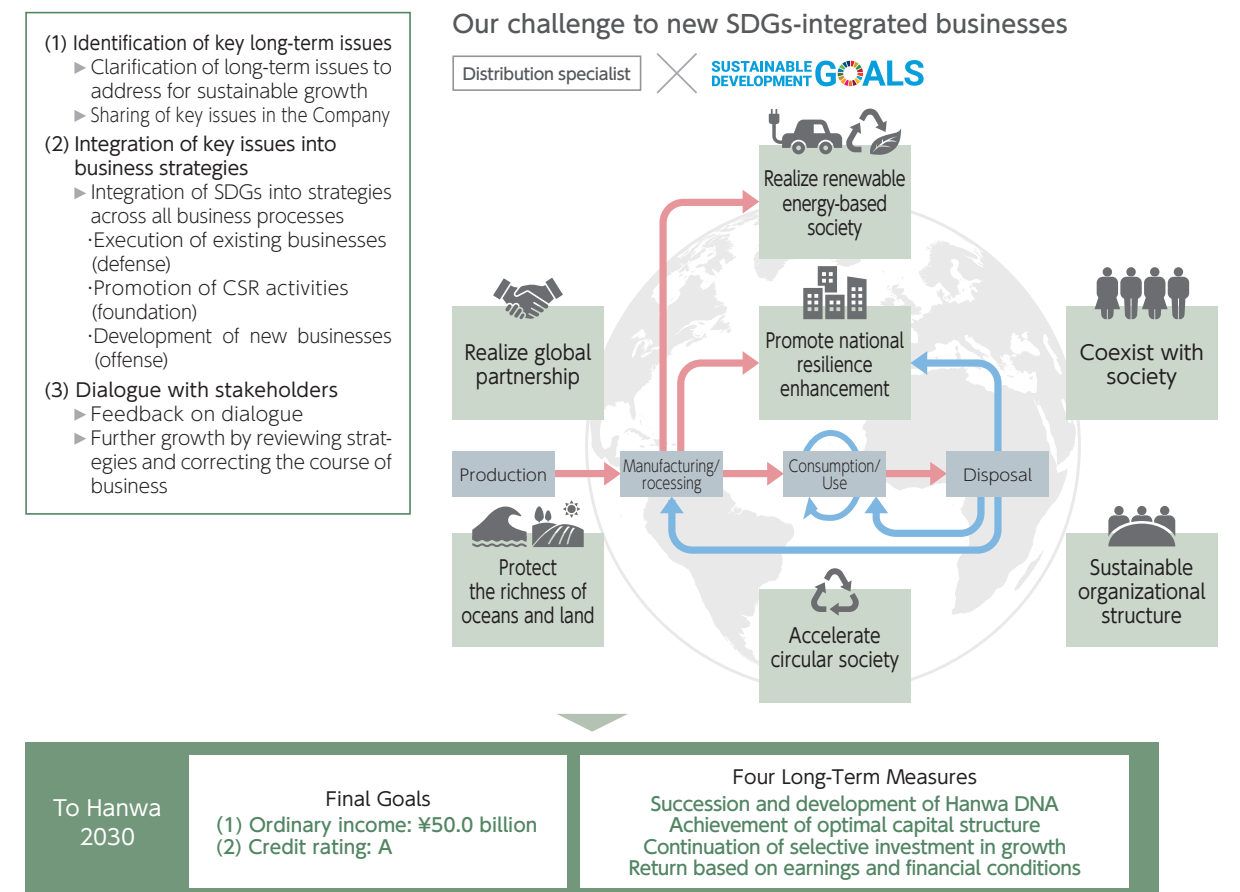 (1) Identification of key long-term issues
▶ Clarification of long-term issues to
address for sustainable growth
▶ Sharing of key issues in the Company
(2) Integration of key issues into
business strategies
▶ Integration of SDGs into strategies
across all business processes
·Execution of existing businesses
(defense)
·Promotion of CSR activities
(foundation)
·Development of new businesses
(offense)
(3) Dialogue with stakeholders
▶ Feedback on dialogue
▶ Further growth by reviewing strat-
egies and correcting the course of
business
Our challenge to new SDGs-integrated businesses
Distribution specialist
SUSTAINABLE
DEVELOPMENT
GOALS
Realize renewable
energy-based
society
Realize global
partnership
Promote national
resilience
enhancement
Coexist with
society
Production
Manufacturing/
rocessing
Consumption/
Use
Disposal
Protect
the richness of
oceans and land
Accelerate
circular society
Sustainable
organizational
structure
To Hanwa
2030
Final Goals
(1) Ordinary income: ¥50.0 billion
(2) Credit rating: A
Four Long-Term Measures
Succession and development of Hanwa DNA
Achievement of optimal capital structure
Continuation of selective investment in growth
Return based on earnings and financial conditions